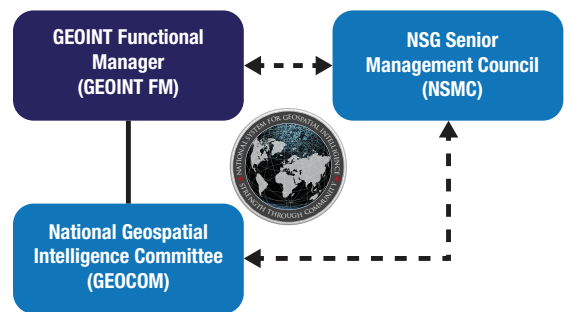 GEOINT Functional
Manager
(GEOINT FM)
NSG Senior
Management Council
(NSMC)
NATIONAL SYSTEM FOR GEOSPATIAL INTELLIGENCE
STRENGTH THROUGH COMMUNITY
National Geospatial
Intelligence Committee
(GEOCOM)